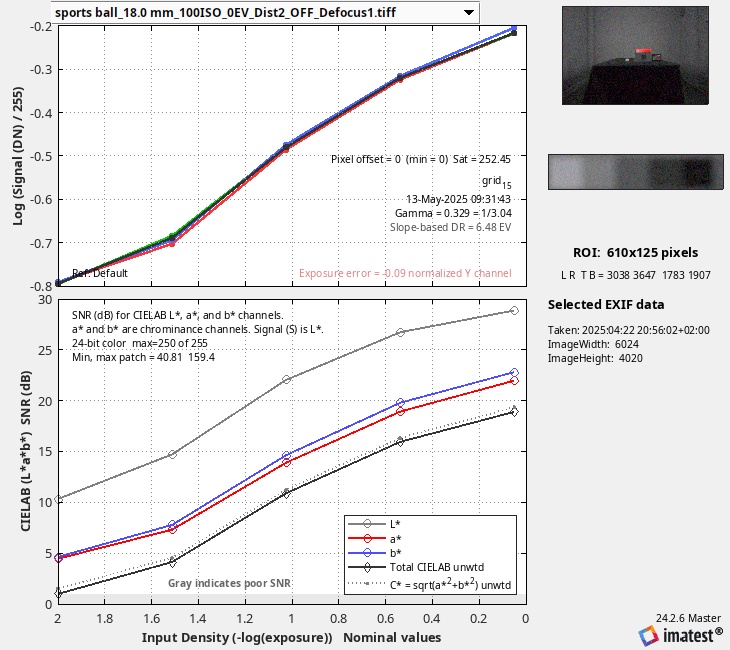 sports ball_18.0 mm_100ISO_0EV_Dist2_OFF_Defocus1.tiff
-0.2
-0.3
-0.4
-0.5
-0.6
-0.7
-0.8
Log (Signal (DN) / 255)
Pixel offset = 0 (min = 0) Sat = 252.45
grid15
13-May-2025 09:31:43
Gamma = 0.329 = 1/3.04
Slope-based DR = 6.48 EV
Ref: Default
Exposure error = -0.09 normalized Y channel
30
25
20
15
10
5
0
CIELAB (L*a*b*) SNR (dB)
SNR (dB) for CIELAB L*, a*, and b* channels.
a* and b* are chrominance channels. Signal (S) is L*.
24-bit color max=250 of 255
Min, max patch = 40.81 159.4
L*
a*
b*
Total CIELAB unwtd
C* = sqrt(a*2+b*2) unwtd
Gray indicates poor SNR
2 1.8 1.6 1.4 1.2 1 0.8 0.6 0.4 0.2 0
Input Density (-log(exposure)) Nominal values
ROI: 610x125 pixels
L R T B = 3038 3647 1783 1907
Selected EXIF data
Taken: 2025:04:22 20:56:02+02:00
ImageWidth: 6024
ImageHeight: 4020
24.2.6 Master
imatest®